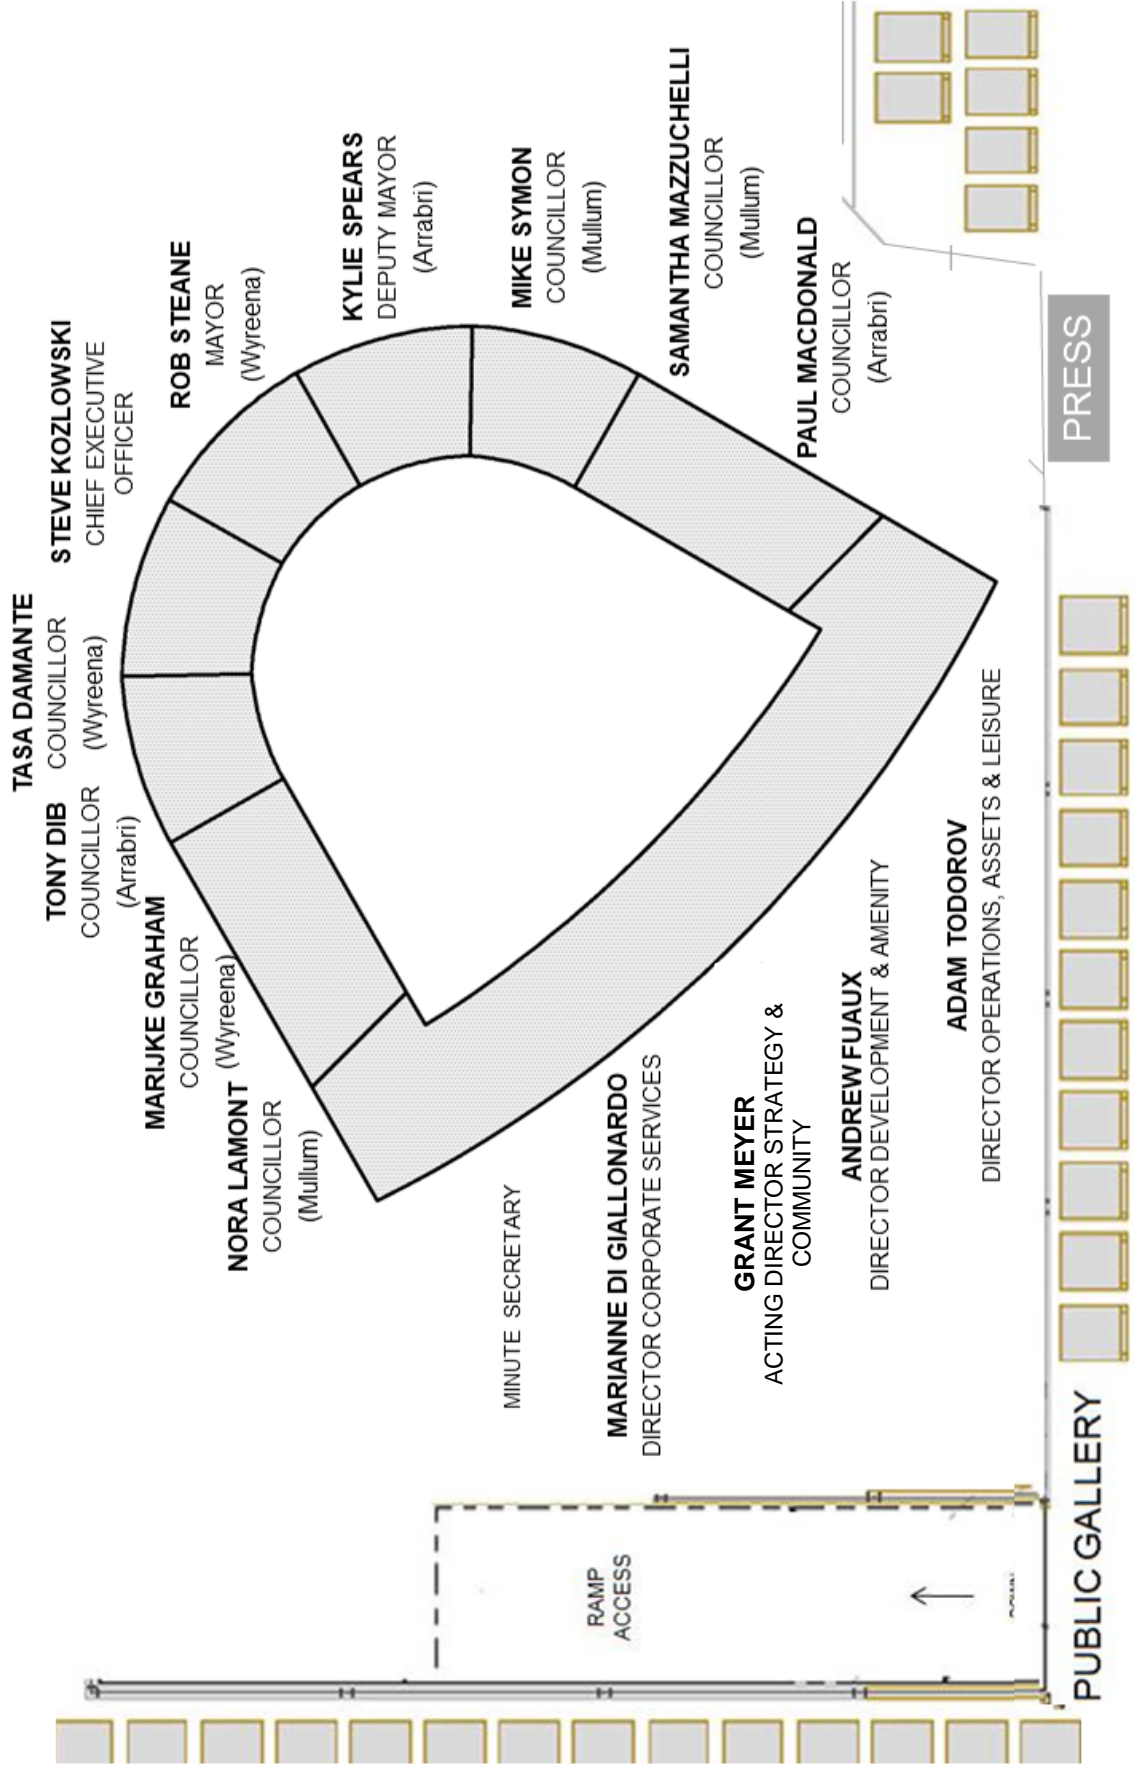 TASA DAMANTE
COUNCILLOR
(Wyreena)
STEVE KOZLOWSKI
CHIEF EXECUTIVE
OFFICER
ROB STEANE
MAYOR
(Wyreena)
KYLIE SPEARS
DEPUTY MAYOR
(Arrabri)
MIKE SYMON
COUNCILLOR
(Mullum)
SAMANTHA MAZZUCHELLI
COUNCILLOR
(Mullum)
PAUL MACDONALD
COUNCILLOR
(Arrabri)
TONY DIB
COUNCILLOR
(Arrabri)
MARIJKE GRAHAM
COUNCILLOR
(Wyreena)
NORA LAMONT
COUNCILLOR
(Mullum)
MINUTE SECRETARY
MARIANNE DI GIALLONARDO
DIRECTOR CORPORATE SERVICES
GRANT MEYER
ACTING DIRECTOR STRATEGY &
COMMUNITY
ANDREW FUAUX
DIRECTOR DEVELOPMENT & AMENITY
ADAM TODOROV
DIRECTOR OPERATIONS, ASSETS & LEISURE
PRESS
RAMP
ACCESS
PUBLIC GALLERY